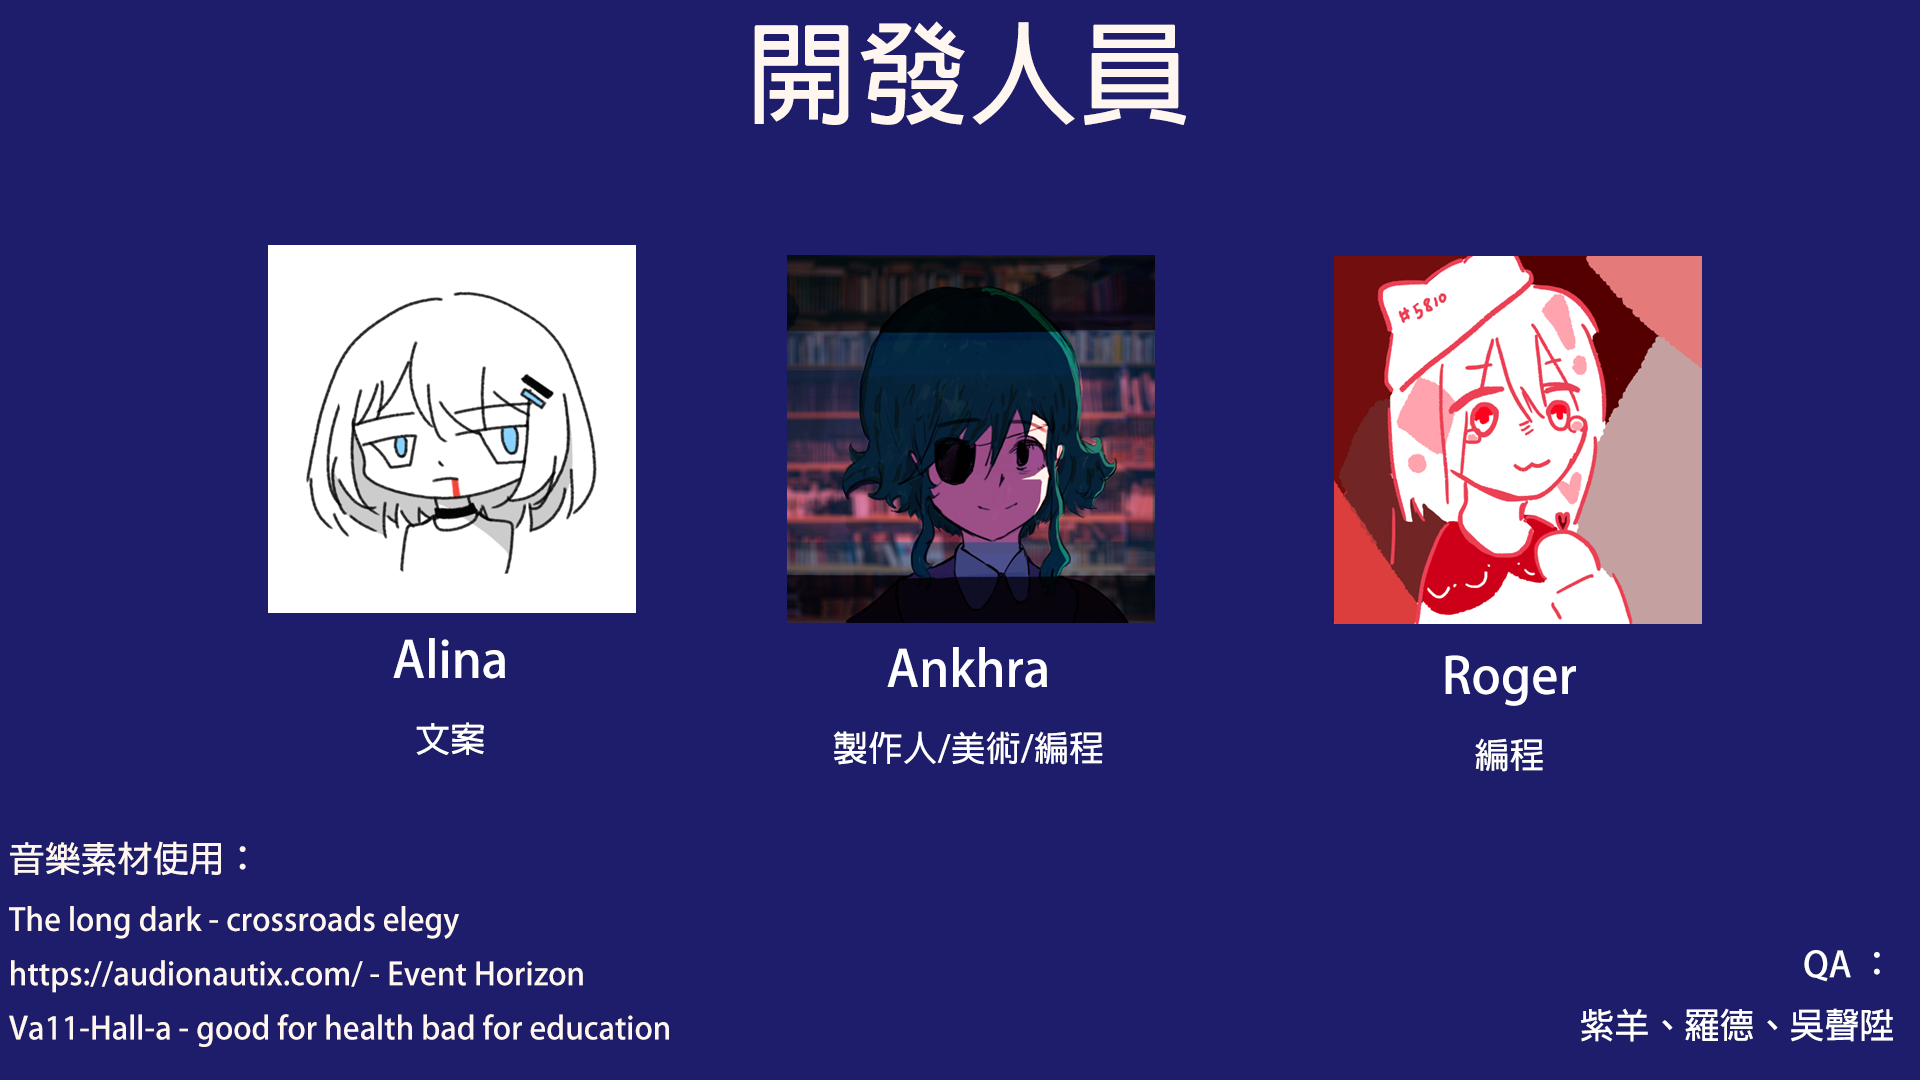 開發人員
#5810
Alina
文案
Ankhra
製作人/美術/編程
Roger
編程
音樂素材使用：
The long dark - crossroads elegy
https://audionautix.com/ - Event Horizon
Va11-Hall-a - good for health bad for education
QA ：
紫羊、羅德、吳聲陞